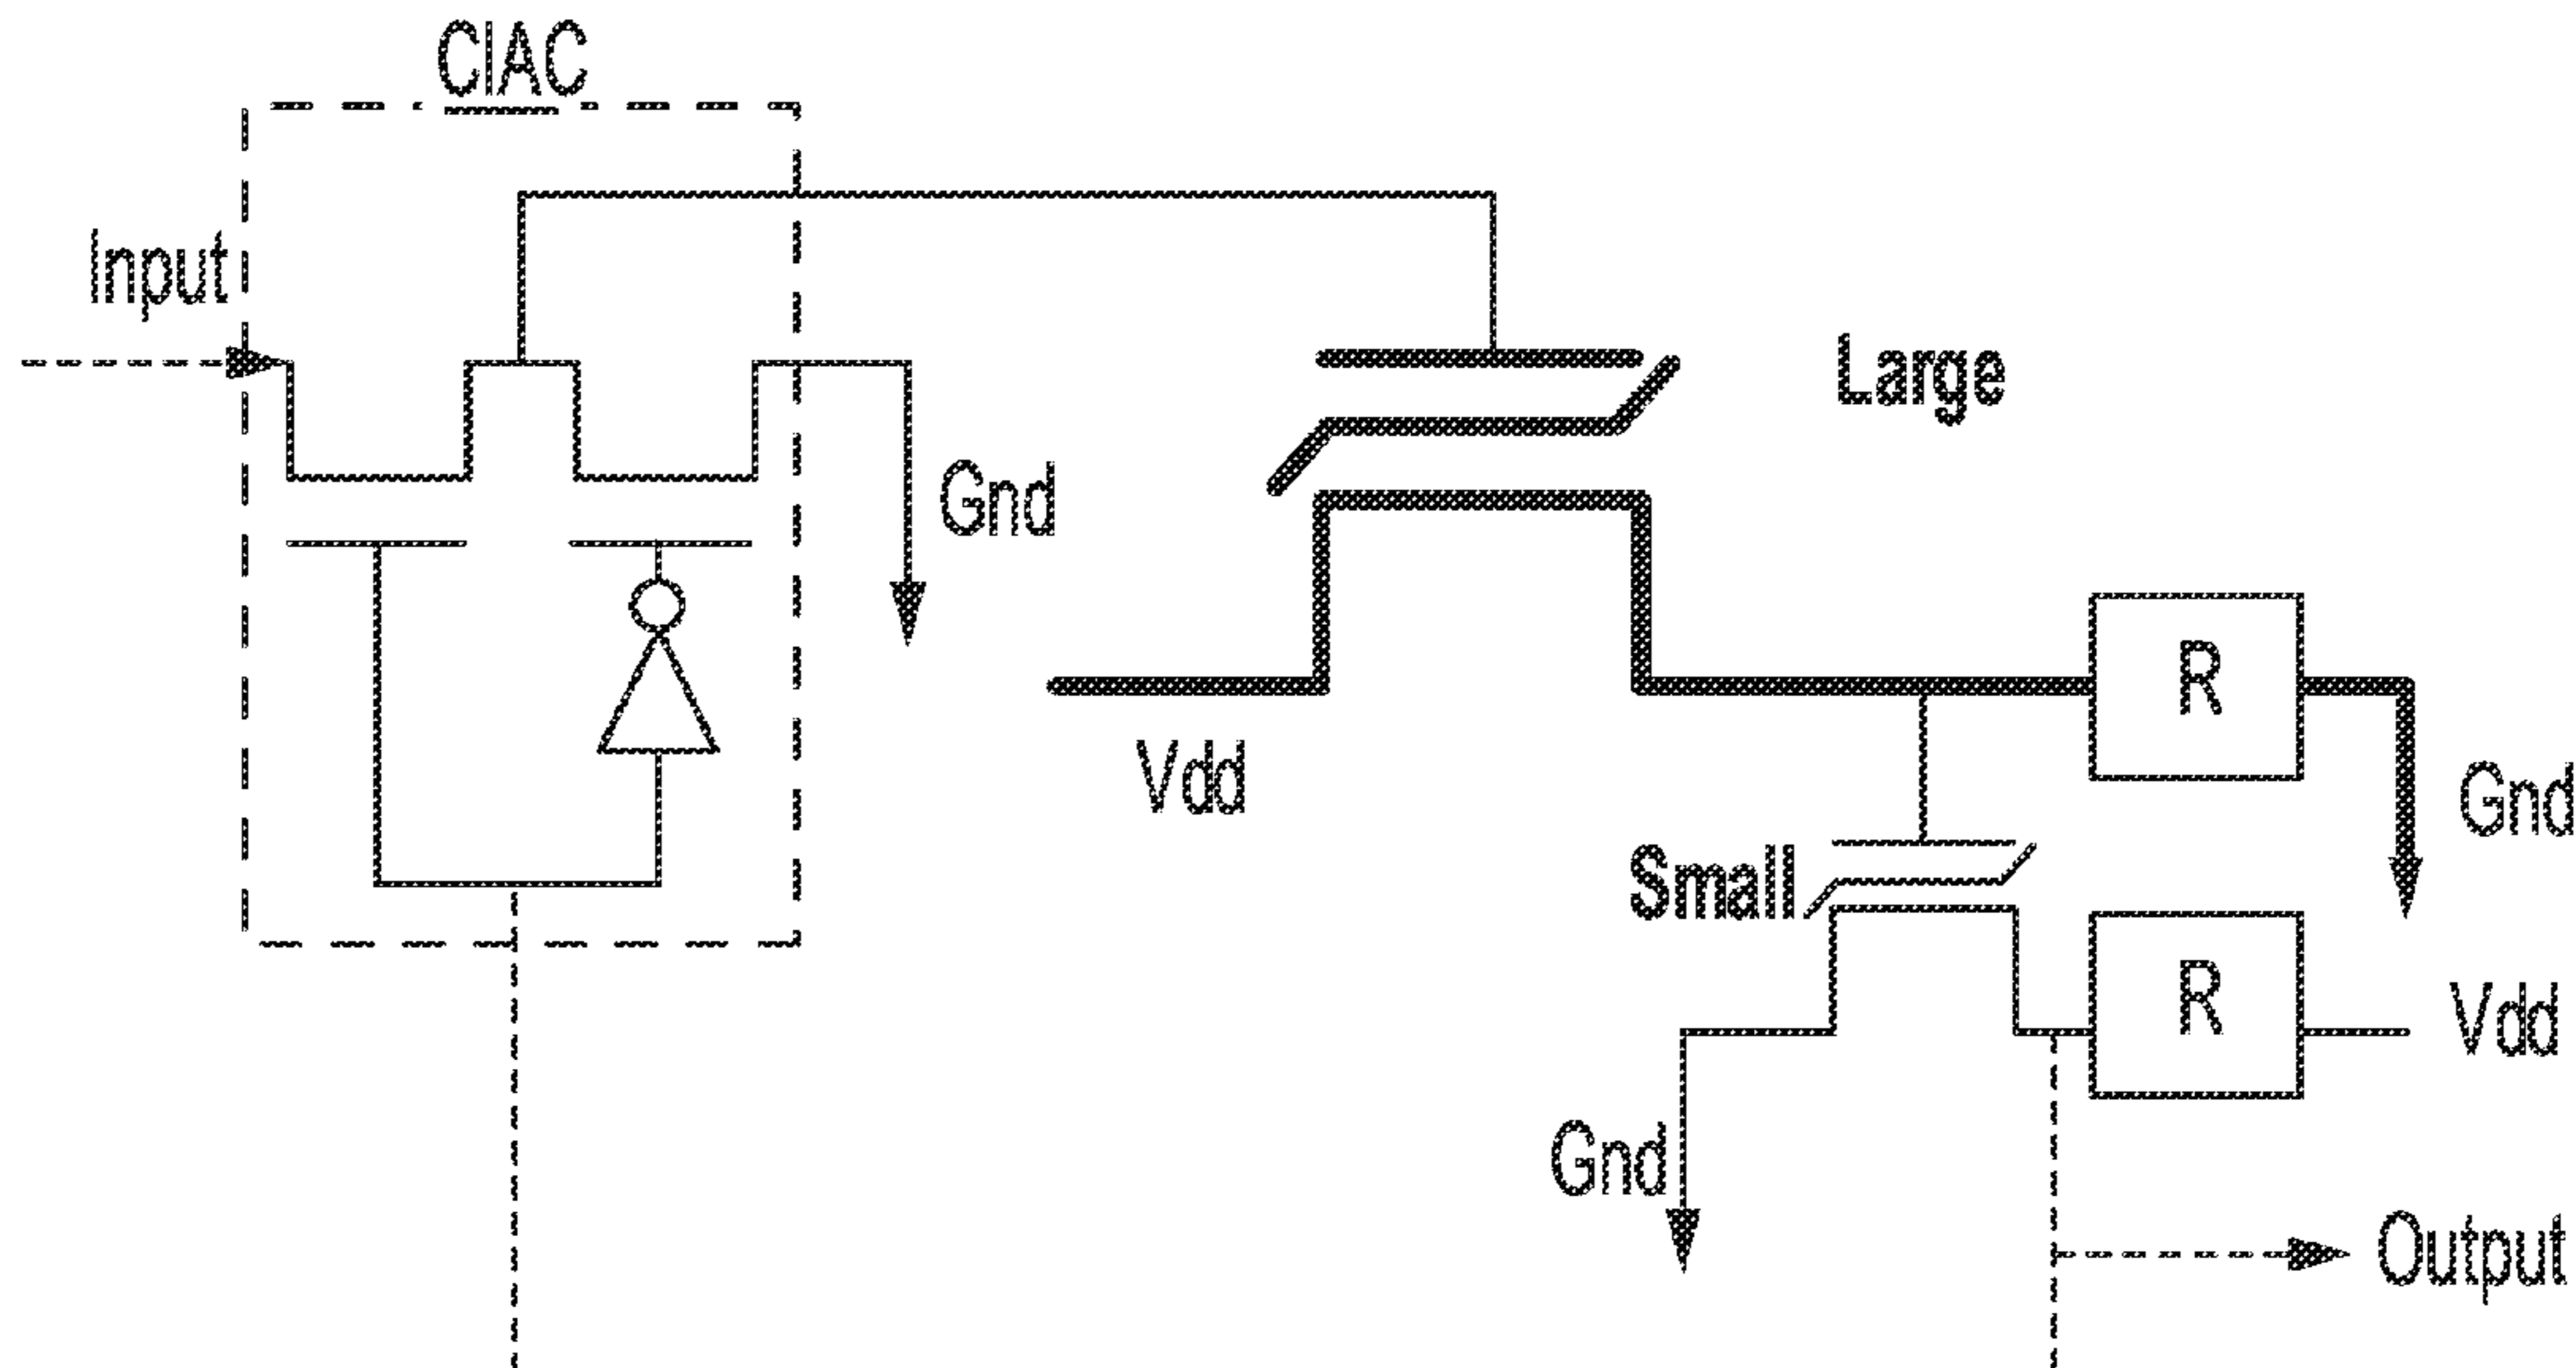 CIAC
Input
Large
Gnd
R
Vdd
Gnd
Small
R
Vdd
Gnd
Output